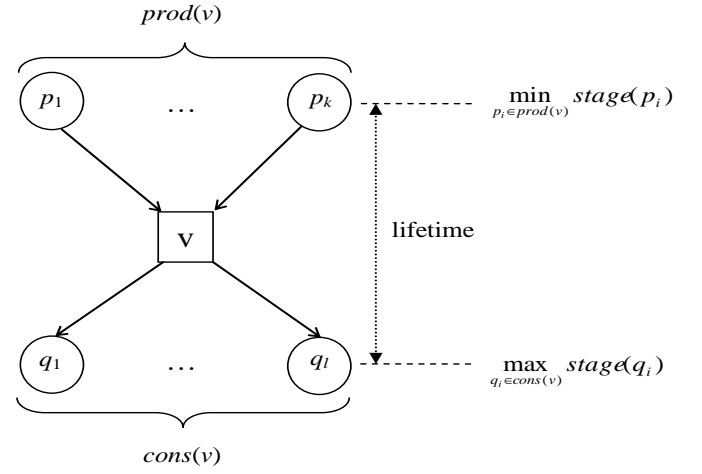 prod(v)
p1 … pk
min stage(pi)
pi∈prod(v)
v
lifetime
q1 … ql
max stage(qi)
qi∈cons(v)
cons(v)